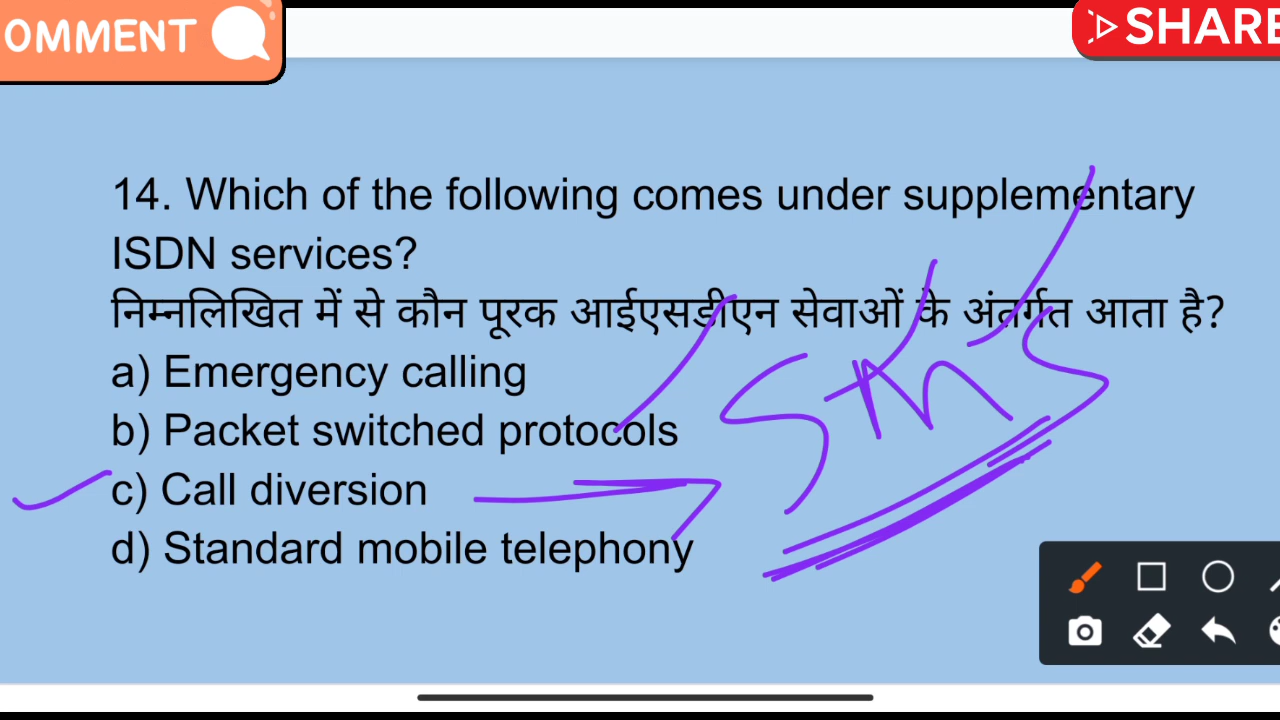 OMMENT
SHARE
14. Which of the following comes under supplementary
ISDN services?
निम्नलिखित में से कौन पूरक आईएसडीएन सेवाओं के अंतर्गत आता है?
a) Emergency calling
b) Packet switched protocols
c) Call diversion
d) Standard mobile telephony